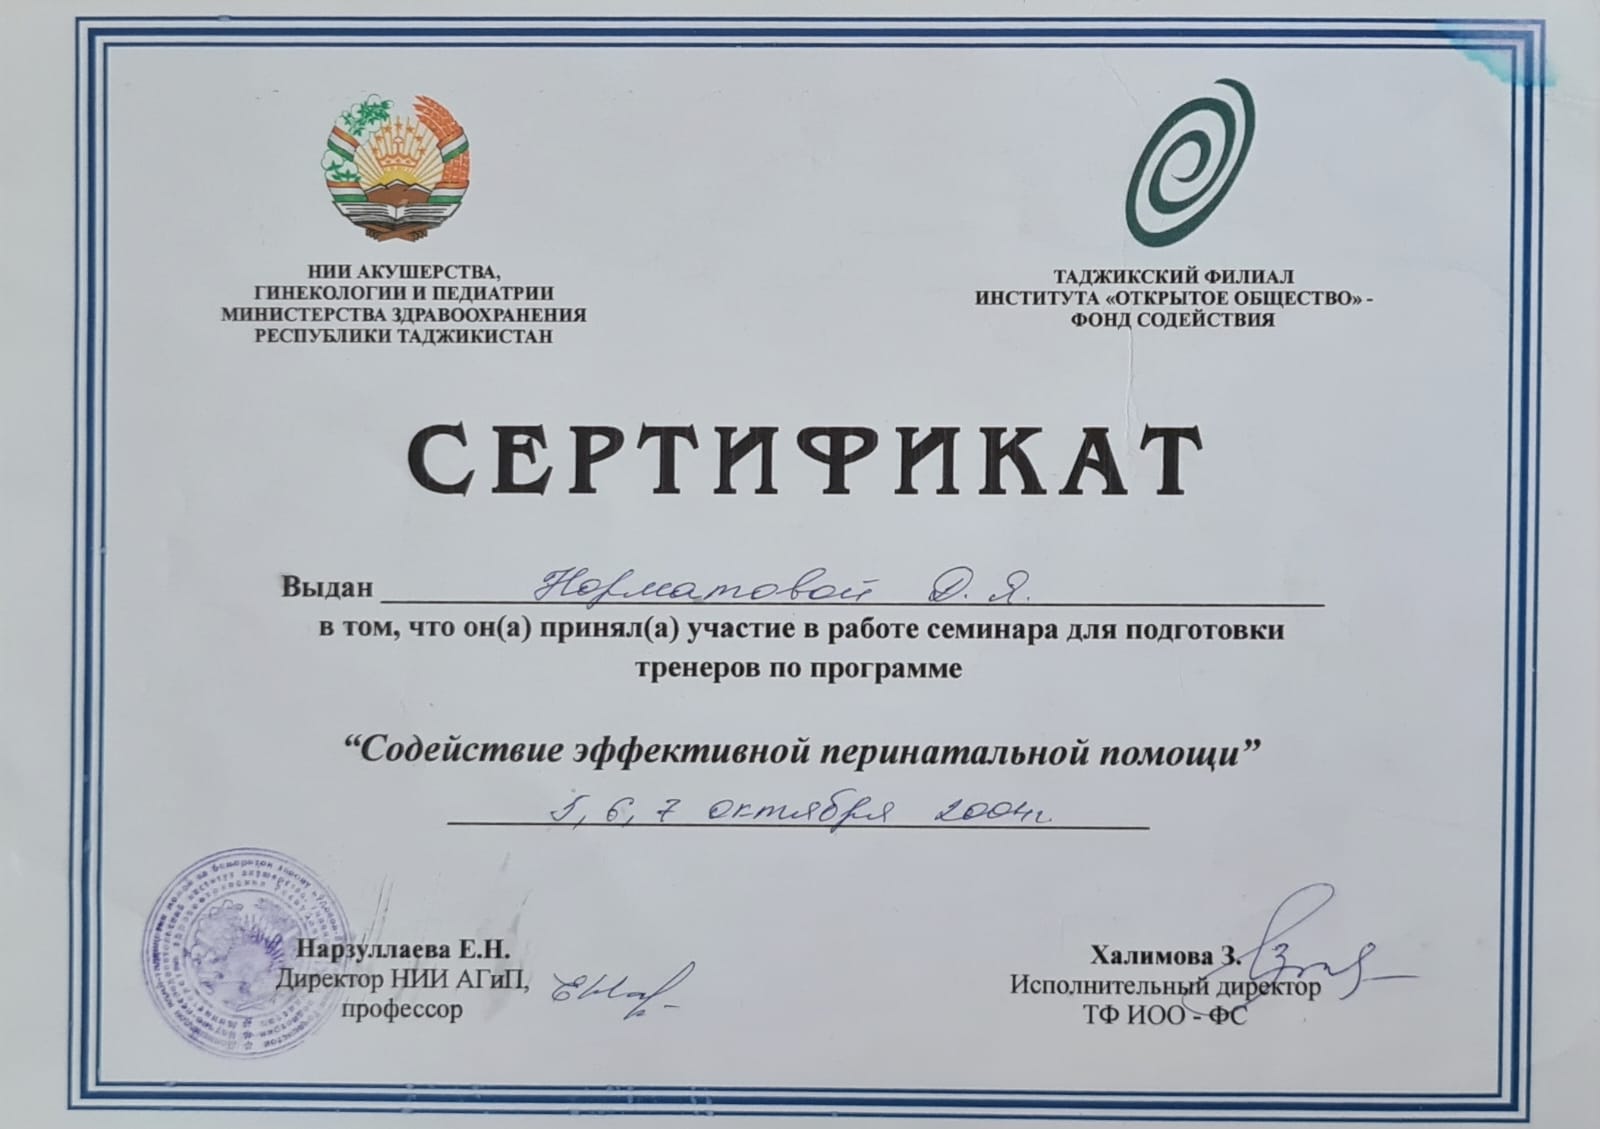 НИИ АКУШЕРСТВА,
ГИНЕКОЛОГИИ И ПЕДИАТРИИ
МИНИСТЕРСТВА ЗДРАВООХРАНЕНИЯ
РЕСПУБЛИКИ ТАДЖИКИСТАН
ТАДЖИКСКИЙ ФИЛИАЛ
ИНСТИТУТА «ОТКРЫТОЕ ОБЩЕСТВО» -
ФОНД СОДЕЙСТВИЯ
СЕРТИФИКАТ
Выдан Норматовой Д. Я.
в том, что он(а) принял(а) участие в работе семинара для подготовки
тренеров по программе
“Содействие эффективной перинатальной помощи”
5, 6, 7 октября 2004г.
Нарзуллаева Е.Н.
Директор НИИ АГиП,
профессор
Халимова З.
Исполнительный директор
ТФ ИОО - ФС